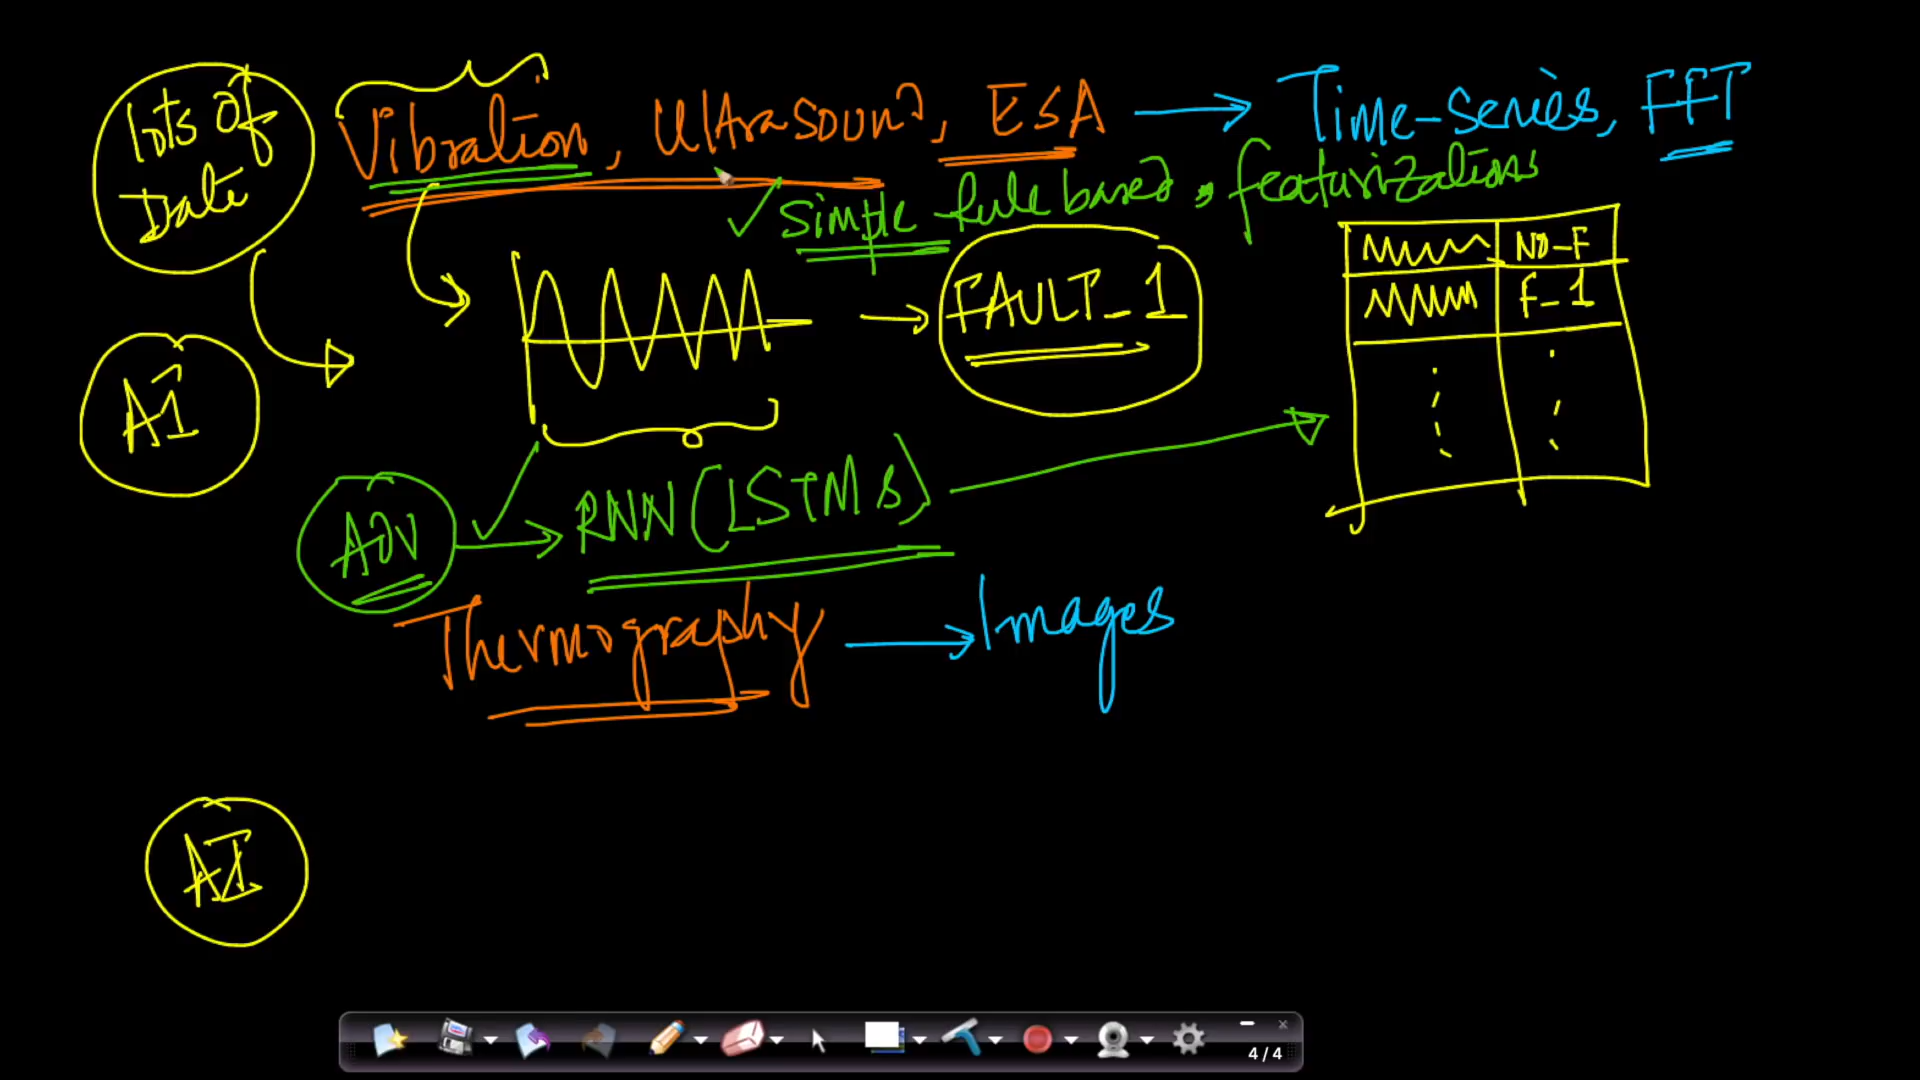 lots of
Data
Vibration, Ultrasound, ESA → Time-series, FFT
✓ Simple rule based, featurizations
NO-F
F-1
→ FAULT_1
AI
ADV → RNN (LSTMs)
Thermography → Images
AI
4/4